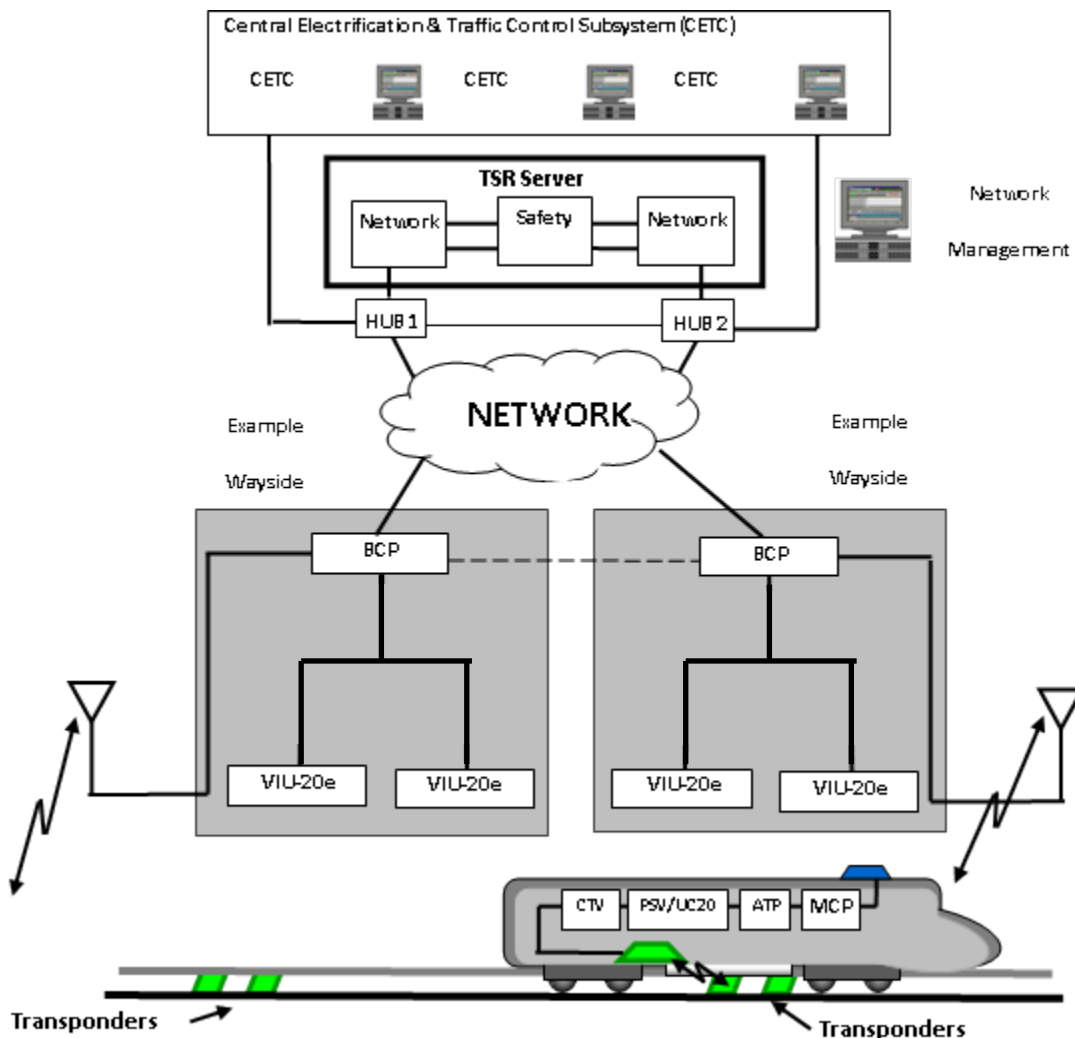 Central Electrification & Traffic Control Subsystem (CETC)
CETC
CETC
CETC
TSR Server
Network
Safety
Network
Network
Management
HUB 1
HUB 2
NETWORK
Example
Wayside
Example
Wayside
BCP
BCP
VIU-20e
VIU-20e
VIU-20e
VIU-20e
CTV
PSV/UC20
ATP
MCP
Transponders
Transponders